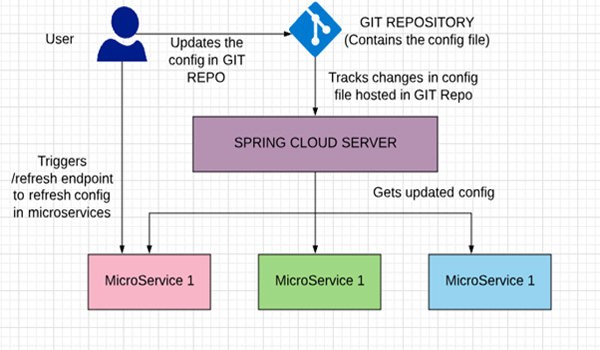 User
GIT REPOSITORY
(Contains the config file)
Updates the
config in GIT
REPO
Tracks changes in config
file hosted in GIT Repo
SPRING CLOUD SERVER
Triggers
/refresh endpoint
to refresh config
in microservices
Gets updated config
MicroService 1
MicroService 1
MicroService 1